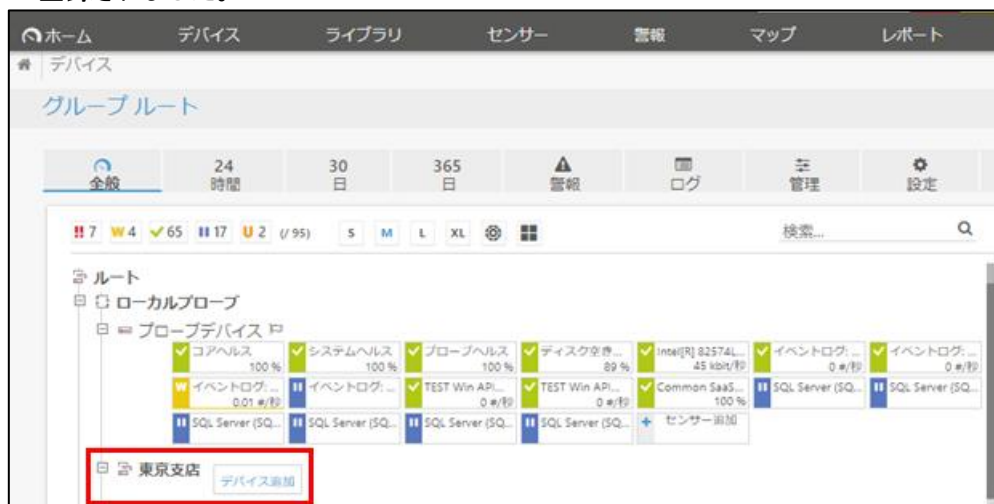 ホーム デバイス ライブラリ センサー 警報 マップ レポート
デバイス
グループ ルート
全般 24 時間 30 日 365 日 警報 ログ 管理 設定
!! 7 W 4 65 II 17 U 2 (/ 95) S M L XL 検索...
ルート
ローカルプローブ
プローブデバイス
コアヘルス 100 % システムヘルス 100 % プローブヘルス 100 % ディスク空き... 89 % Intel[R] 82574L... 45 kbit/秒 イベントログ: ... 0 #/秒 イベントログ: ... 0 #/秒
W イベントログ: ... 0.01 #/秒 イベントログ: ... TEST Win API... 0 #/秒 TEST Win API... 0 #/秒 Common SaaS... 100 % SQL Server (SQ... SQL Server (SQ...
SQL Server (SQ... SQL Server (SQ... SQL Server (SQ... SQL Server (SQ... + センサー追加
東京支店 デバイス追加